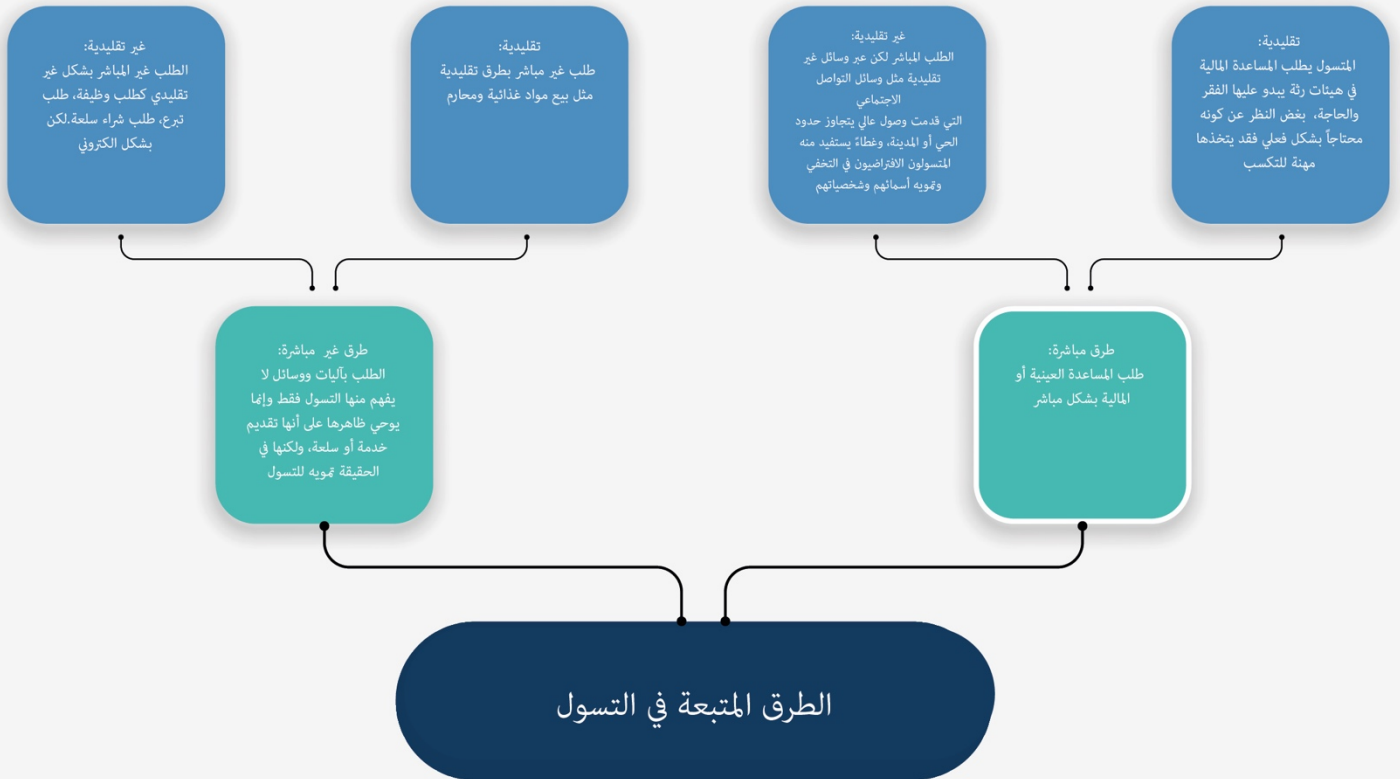 تقليدية:
المتسول يطلب المساعدة المالية
في هيئات رثة يبدو عليها الفقر
والحاجة، بغض النظر عن كونه
محتاجاً بشكل فعلي فقد يتخذها
مهنة للتكسب
غير تقليدية:
الطلب المباشر لكن عبر وسائل غير
تقليدية مثل وسائل التواصل
الاجتماعي
التي قدمت وصول عالي يتجاوز حدود
الحي أو المدينة، وغطاءً يستفيد منه
المتسولون الافتراضيون في التخفي
وتمويه أسمائهم وشخصياتهم
تقليدية:
طلب غير مباشر بطرق تقليدية
مثل بيع مواد غذائية ومحارم
غير تقليدية:
الطلب غير المباشر بشكل غير
تقليدي كطلب وظيفة، طلب
تبرع، طلب شراء سلعة.لكن
بشكل الكتروني
طرق مباشرة:
طلب المساعدة العينية أو
المالية بشكل مباشر
طرق غير مباشرة:
الطلب بآليات ووسائل لا
يفهم منها التسول فقط وإنما
يوحي ظاهرها على أنها تقديم
خدمة أو سلعة، ولكنها في
الحقيقة تمويه للتسول
الطرق المتبعة في التسول